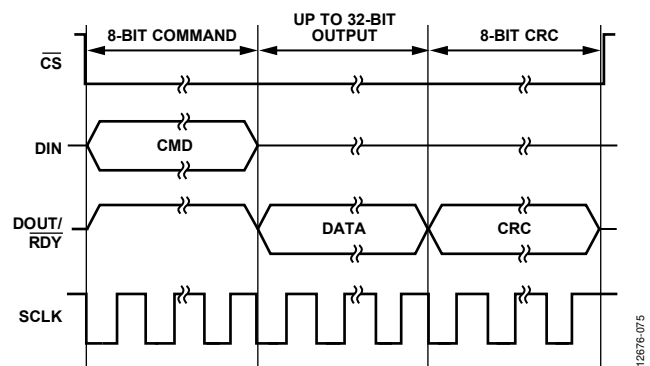 8-BIT COMMAND
UP TO 32-BIT
OUTPUT
8-BIT CRC
CS
DIN
CMD
DOUT/
RDY
DATA
CRC
SCLK
12676-075